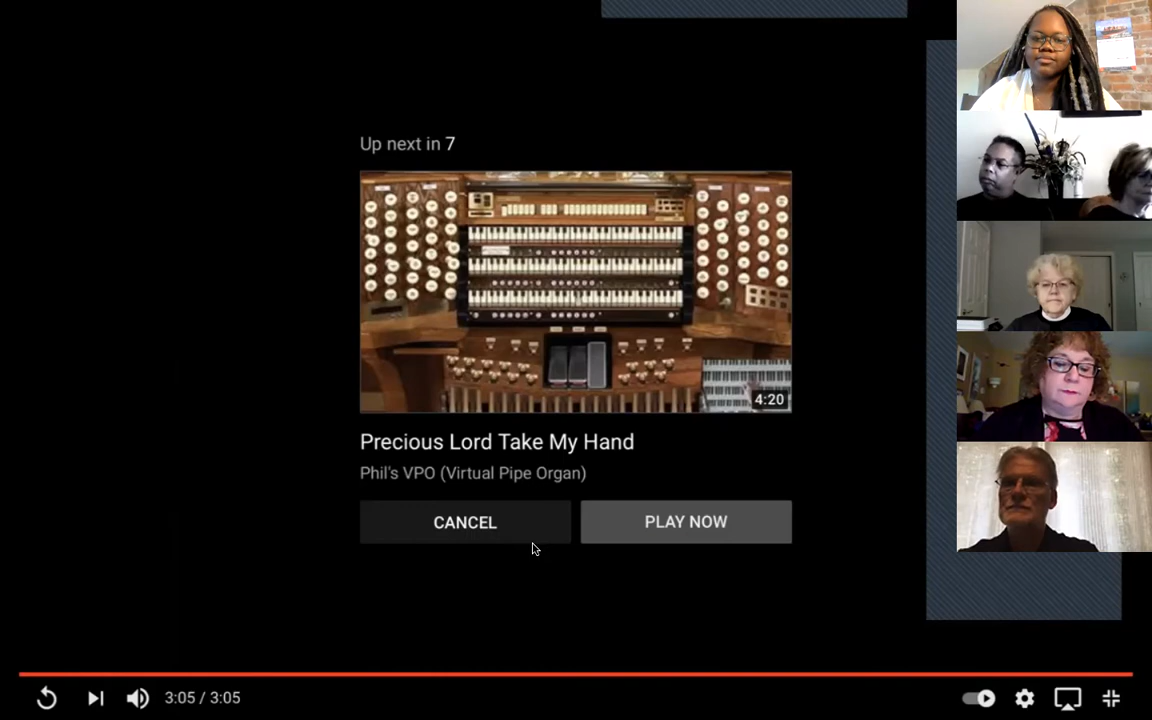 Up next in 7
4:20
Precious Lord Take My Hand
Phil's VPO (Virtual Pipe Organ)
CANCEL
PLAY NOW
3:05 / 3:05